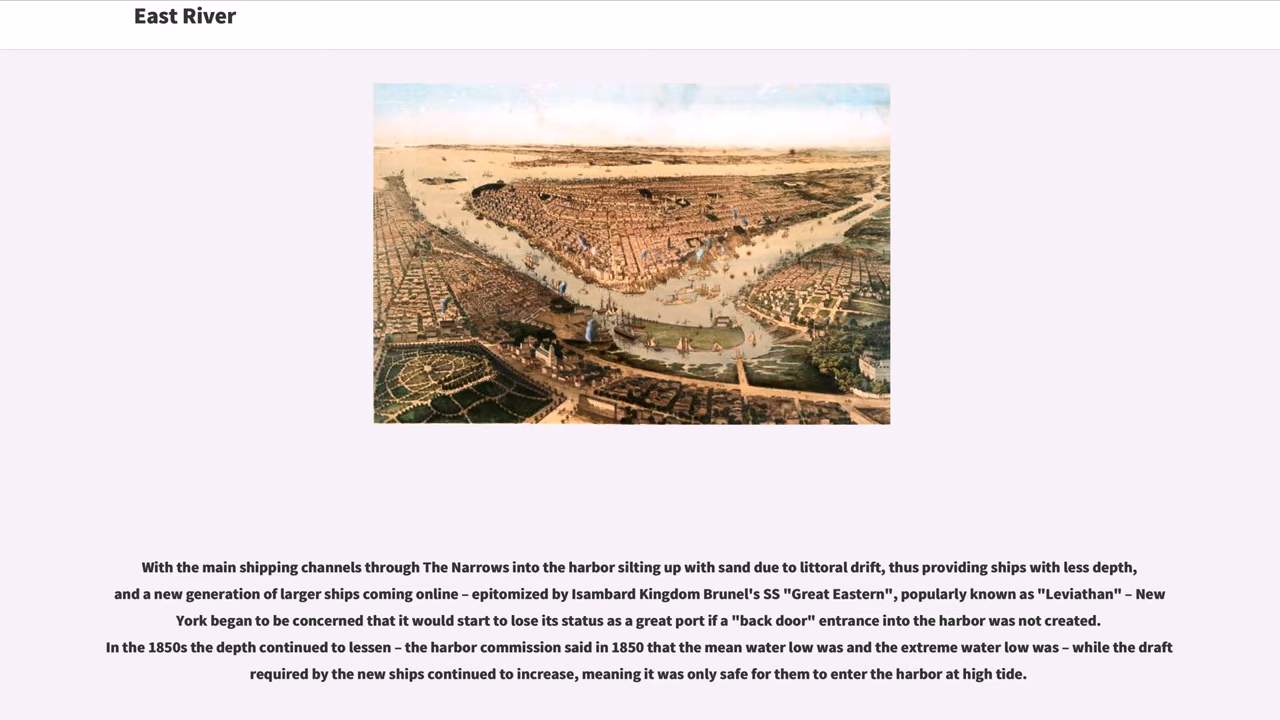 East River
With the main shipping channels through The Narrows into the harbor silting up with sand due to littoral drift, thus providing ships with less depth,
and a new generation of larger ships coming online – epitomized by Isambard Kingdom Brunel's SS "Great Eastern", popularly known as "Leviathan" – New
York began to be concerned that it would start to lose its status as a great port if a "back door" entrance into the harbor was not created.
In the 1850s the depth continued to lessen – the harbor commission said in 1850 that the mean water low was and the extreme water low was – while the draft
required by the new ships continued to increase, meaning it was only safe for them to enter the harbor at high tide.